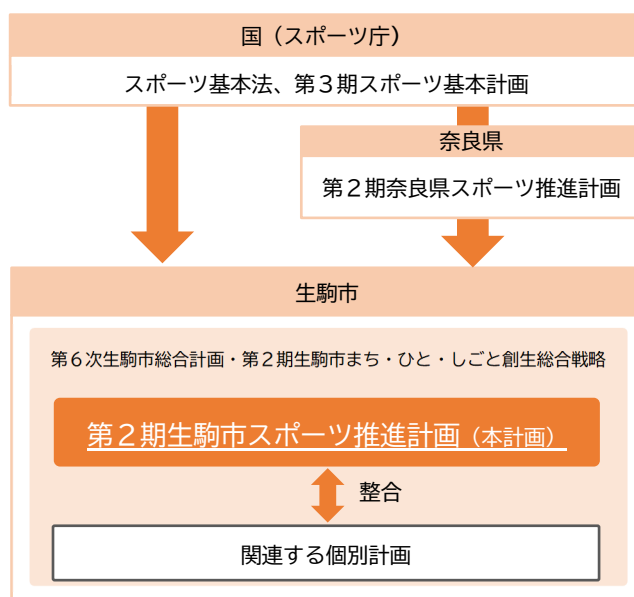 国（スポーツ庁）
スポーツ基本法、第３期スポーツ基本計画
奈良県
第２期奈良県スポーツ推進計画
生駒市
第６次生駒市総合計画・第２期生駒市まち・ひと・しごと創生総合戦略
第２期生駒市スポーツ推進計画（本計画）
整合
関連する個別計画